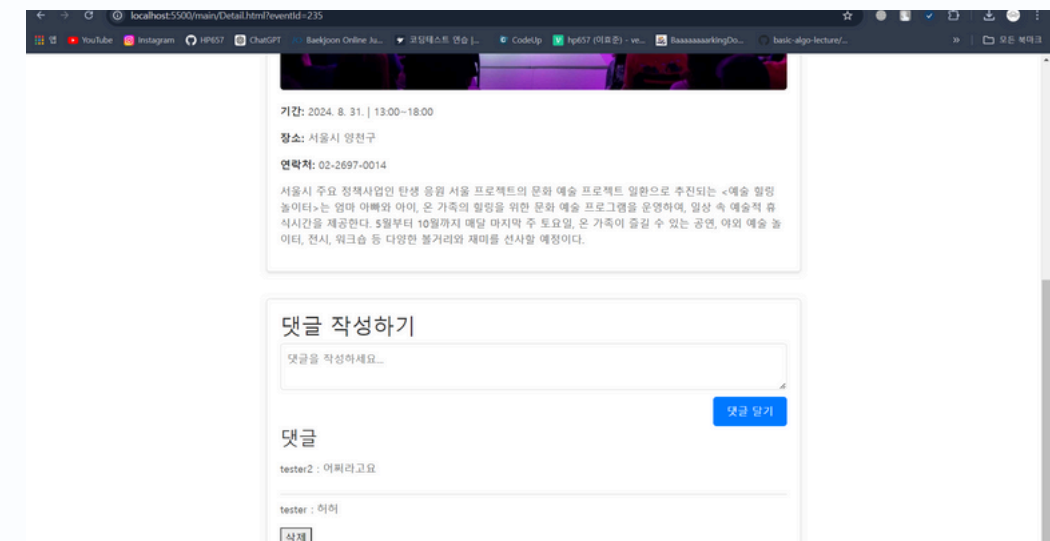 localhost:5500/main/Detail.html?eventId=235
앱 YouTube Instagram HP657 ChatGPT Baekjoon Online Ju... 코딩테스트 연습 |... CodeUp hp657 (이효준) - ve... BaaaaaaarkingDo... basic-algo-lecture/... » 모든 북마크
기간: 2024. 8. 31. | 13:00~18:00
장소: 서울시 양천구
연락처: 02-2697-0014
서울시 주요 정책사업인 탄생 응원 서울 프로젝트의 문화 예술 프로젝트 일환으로 추진되는 <예술 힐링
놀이터>는 엄마 아빠와 아이, 온 가족의 힐링을 위한 문화 예술 프로그램을 운영하여, 일상 속 예술적 휴
식시간을 제공한다. 5월부터 10월까지 매달 마지막 주 토요일, 온 가족이 즐길 수 있는 공연, 야외 예술 놀
이터, 전시, 워크숍 등 다양한 볼거리와 재미를 선사할 예정이다.
댓글 작성하기
댓글을 작성하세요...
댓글 달기
댓글
tester2 : 어찌라고요
tester : 허허
삭제